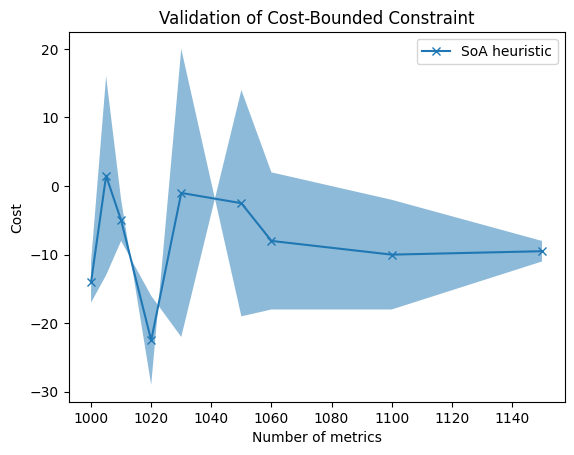 Validation of Cost-Bounded Constraint
SoA heuristic
Cost
20
10
0
−10
−20
−30
1000 1020 1040 1060 1080 1100 1120 1140
Number of metrics